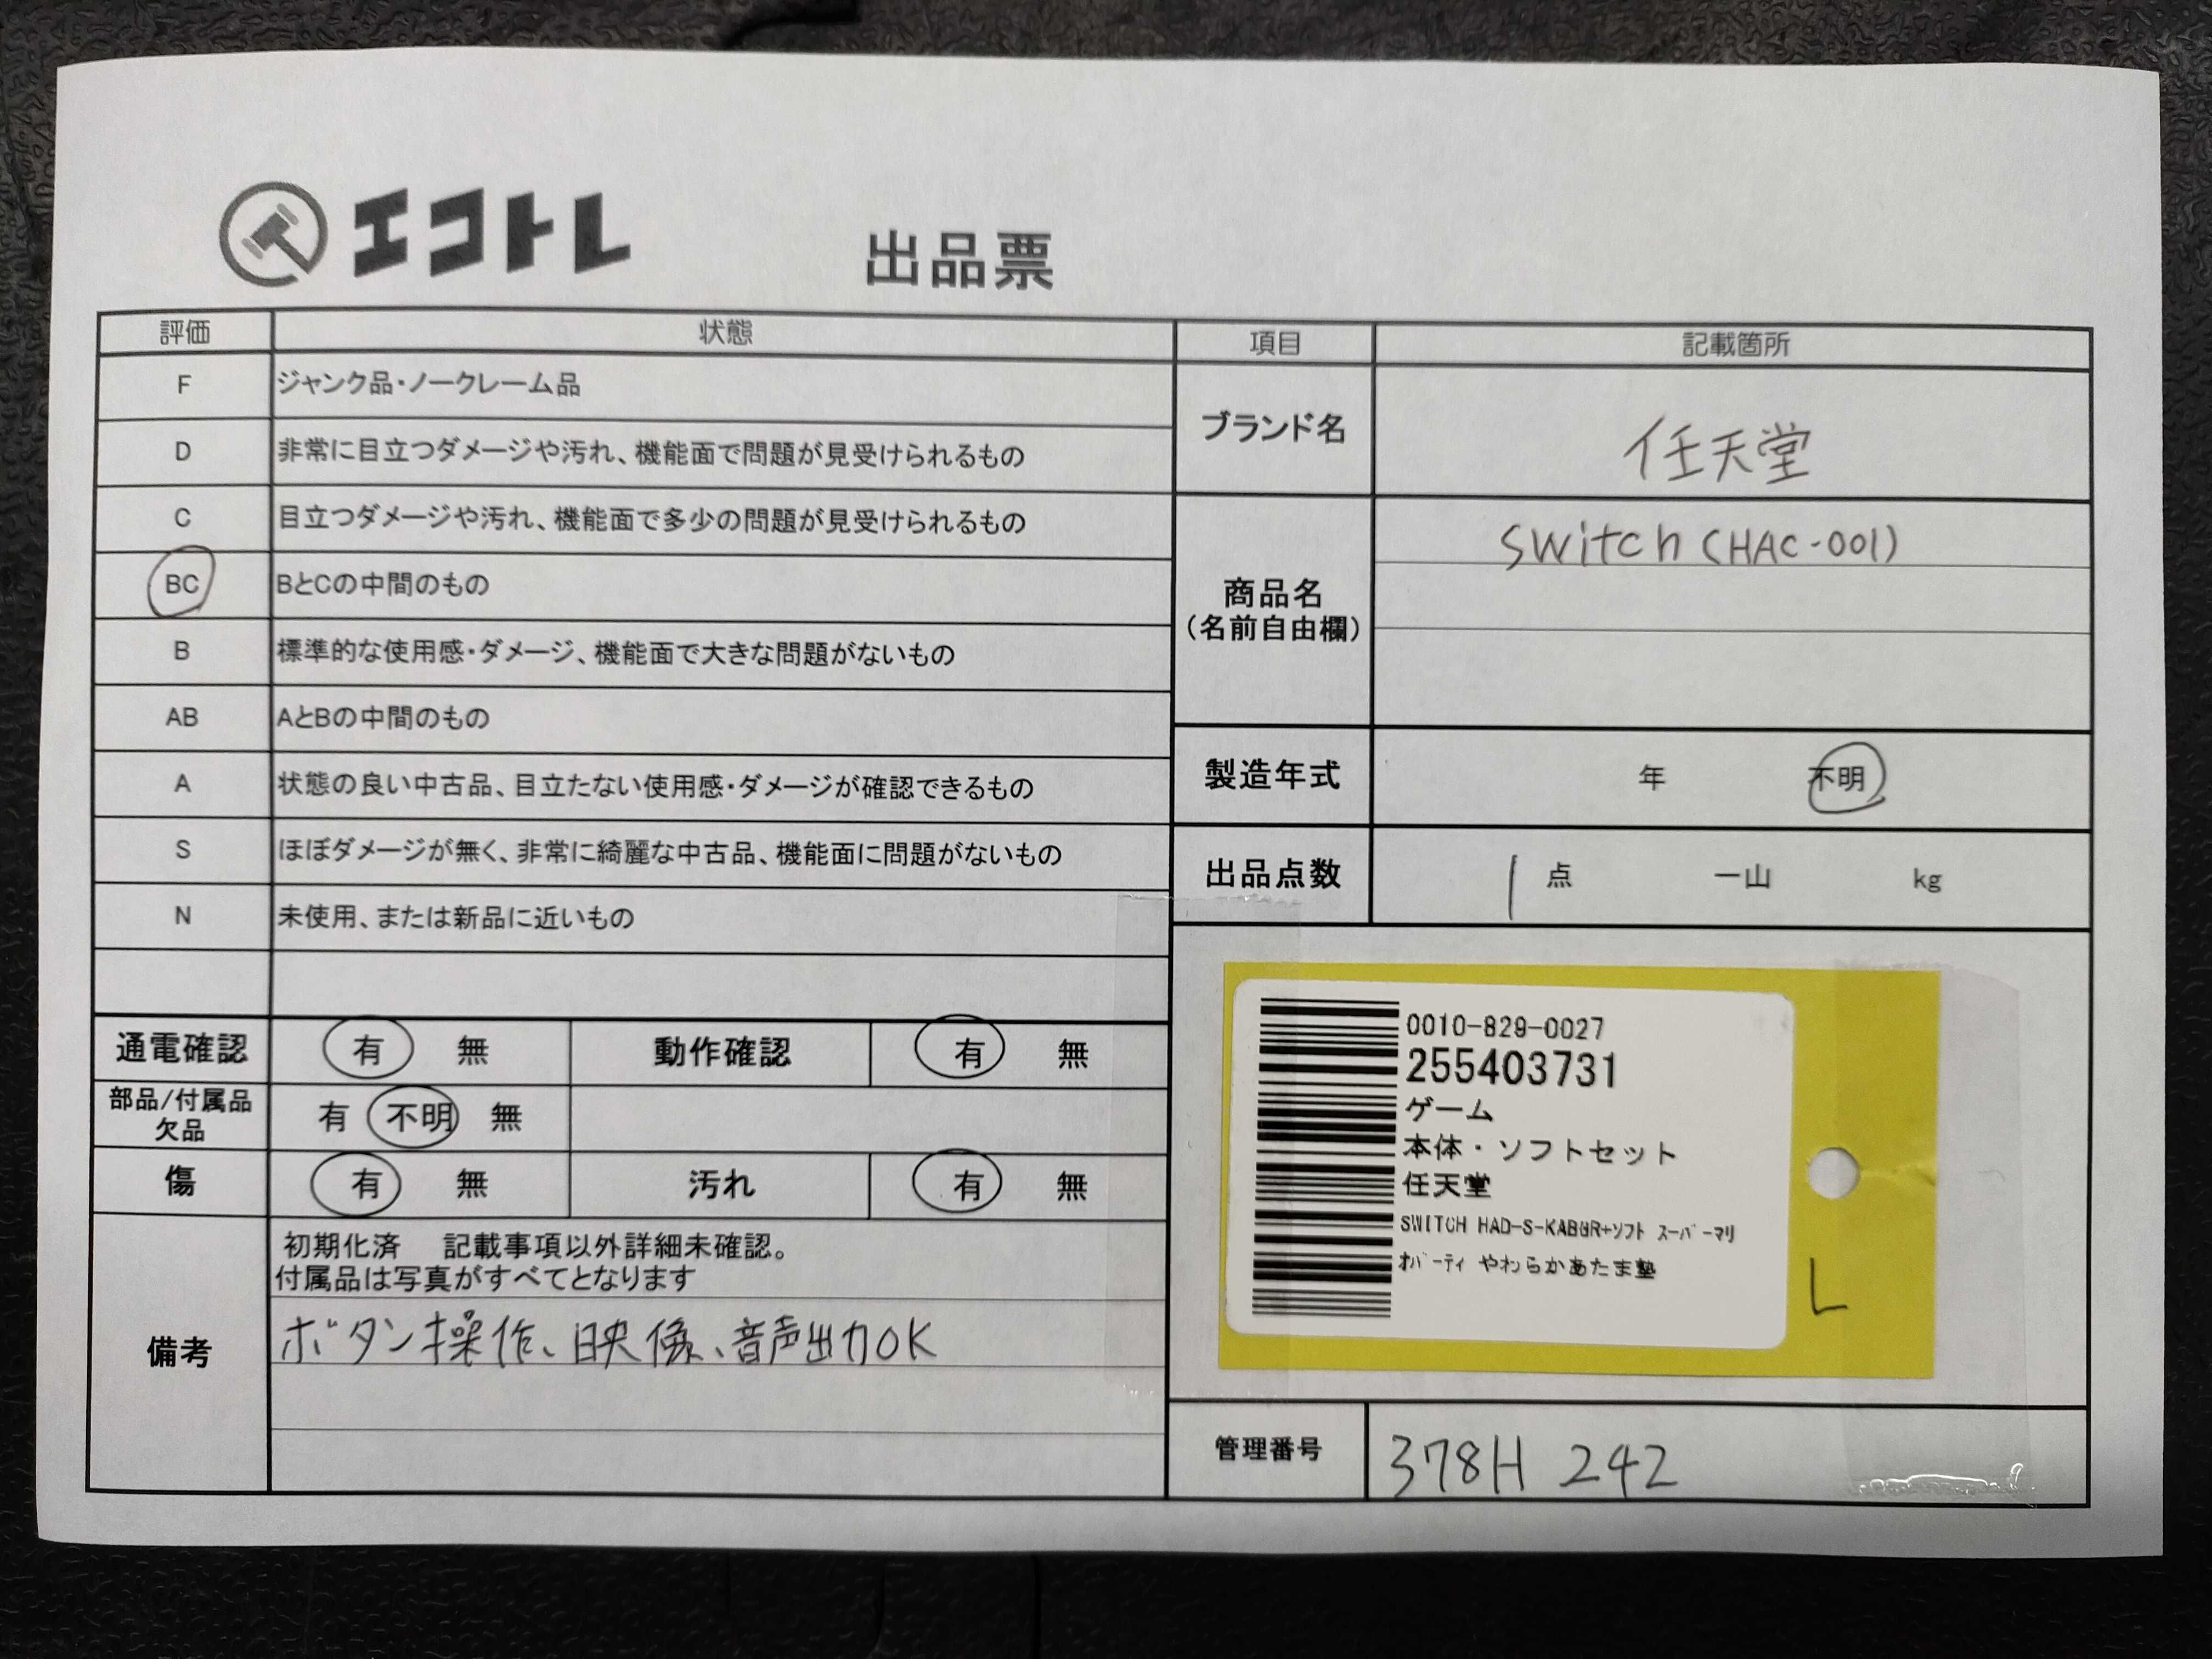 エコトレ
出品票
評価 状態
F ジャンク品・ノークレーム品
D 非常に目立つダメージや汚れ、機能面で問題が見受けられるもの
C 目立つダメージや汚れ、機能面で多少の問題が見受けられるもの
BC BとCの中間のもの
B 標準的な使用感・ダメージ、機能面で大きな問題がないもの
AB AとBの中間のもの
A 状態の良い中古品、目立たない使用感・ダメージが確認できるもの
S ほぼダメージが無く、非常に綺麗な中古品、機能面に問題がないもの
N 未使用、または新品に近いもの
通電確認 有 無 動作確認 有 無
部品/付属品
欠品
有 不明 無
傷 有 無 汚れ 有 無
備考
初期化済 記載事項以外詳細未確認。
付属品は写真がすべてとなります
ボタン操作、映像、音声出力OK
項目 記載箇所
ブランド名 任天堂
商品名
(名前自由欄)
Switch (HAC-001)
製造年式 年 不明
出品点数 1 点 一山 kg
0010-829-0027
255403731
ゲーム
本体・ソフトセット
任天堂
SWITCH HAD-S-KABGR+ソフト スーパーマリ
オパーティ やわらかあたま塾
L
管理番号 378H 242